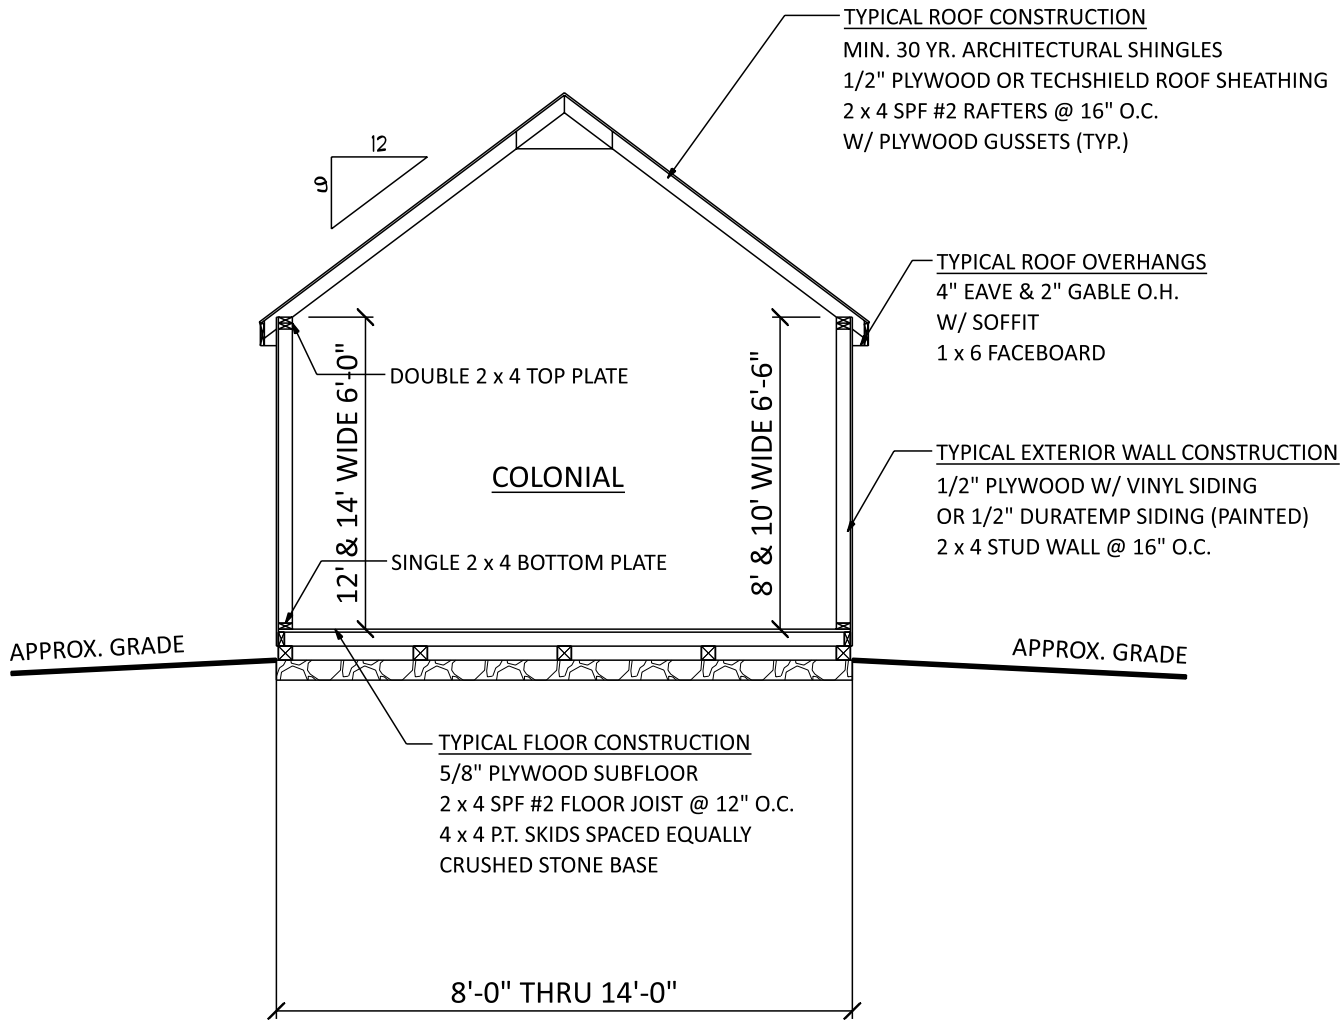 TYPICAL ROOF CONSTRUCTION
MIN. 30 YR. ARCHITECTURAL SHINGLES
1/2" PLYWOOD OR TECHSHIELD ROOF SHEATHING
2 x 4 SPF #2 RAFTERS @ 16" O.C.
W/ PLYWOOD GUSSETS (TYP.)
12
9
TYPICAL ROOF OVERHANGS
4" EAVE & 2" GABLE O.H.
W/ SOFFIT
1 x 6 FACEBOARD
12' & 14' WIDE 6'-0"
DOUBLE 2 x 4 TOP PLATE
8' & 10' WIDE 6'-6"
COLONIAL
TYPICAL EXTERIOR WALL CONSTRUCTION
1/2" PLYWOOD W/ VINYL SIDING
OR 1/2" DURATEMP SIDING (PAINTED)
2 x 4 STUD WALL @ 16" O.C.
SINGLE 2 x 4 BOTTOM PLATE
APPROX. GRADE
APPROX. GRADE
TYPICAL FLOOR CONSTRUCTION
5/8" PLYWOOD SUBFLOOR
2 x 4 SPF #2 FLOOR JOIST @ 12" O.C.
4 x 4 P.T. SKIDS SPACED EQUALLY
CRUSHED STONE BASE
8'-0" THRU 14'-0"